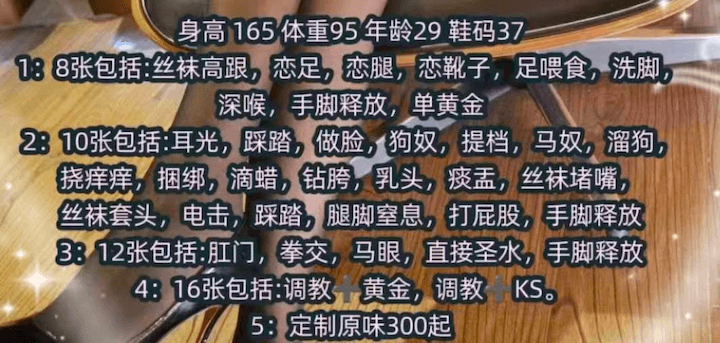 身高 165 体重95 年龄29 鞋码37
1：8张包括:丝袜高跟，恋足，恋腿，恋靴子，足喂食，洗脚，
深喉，手脚释放，单黄金
2：10张包括:耳光，踩踏，做脸，狗奴，提档，马奴，溜狗，
挠痒痒，捆绑，滴蜡，钻胯，乳头，痰盂，丝袜堵嘴，
丝袜套头，电击，踩踏，腿脚窒息，打屁股，手脚释放
3：12张包括:肛门，拳交，马眼，直接圣水，手脚释放
4：16张包括:调教➕黄金，调教➕KS。
5：定制原味300起